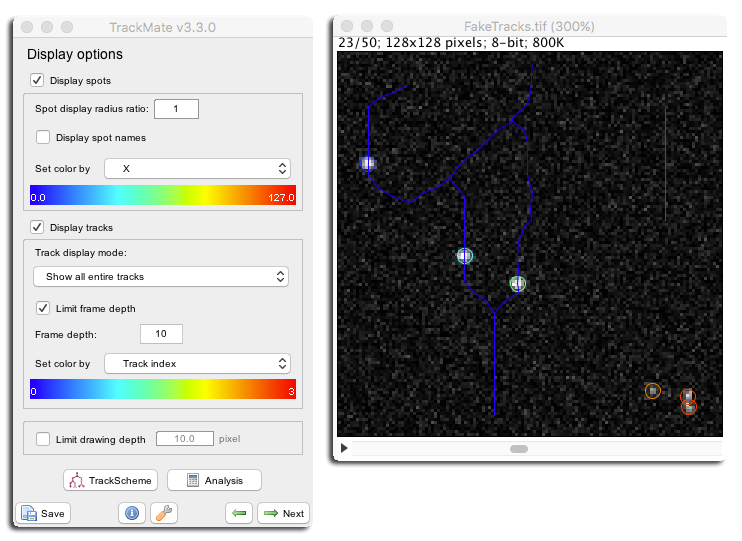 TrackMate v3.3.0
Display options
Display spots
Spot display radius ratio: 1
Display spot names
Set color by X
0.0 127.0
Display tracks
Track display mode:
Show all entire tracks
Limit frame depth
Frame depth: 10
Set color by Track index
0 3
Limit drawing depth 10.0 pixel
TrackScheme Analysis
Save Next
FakeTracks.tif (300%)
23/50; 128x128 pixels; 8-bit; 800K